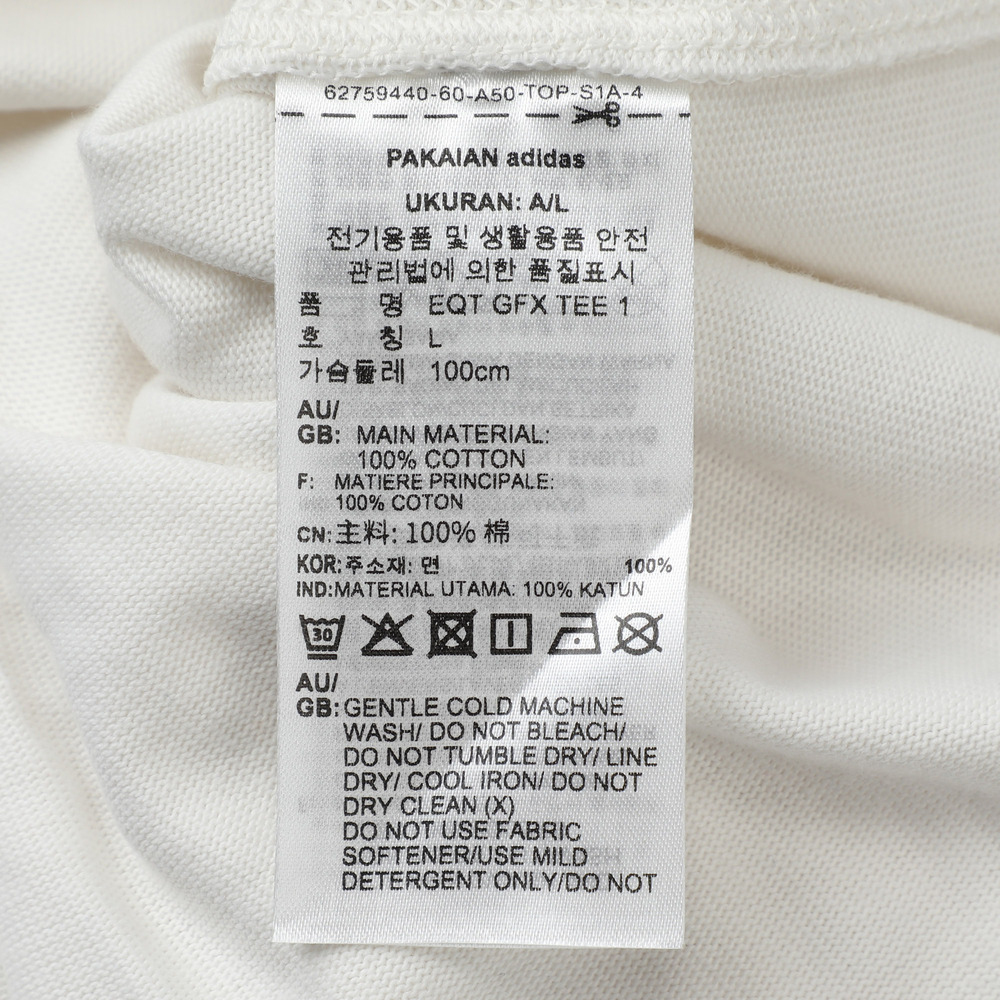 62759440-60-A50-TOP-S1A-4
PAKAIAN adidas
UKURAN: A/L
전기용품 및 생활용품 안전
관리법에 의한 품질표시
품 명 EQT GFX TEE 1
호 칭 L
가슴둘레 100cm
AU/
GB: MAIN MATERIAL:
100% COTTON
F: MATIERE PRINCIPALE:
100% COTON
CN: 主料: 100% 棉
KOR: 주소재: 면 100%
IND: MATERIAL UTAMA: 100% KATUN
30
AU/
GB: GENTLE COLD MACHINE
WASH/ DO NOT BLEACH/
DO NOT TUMBLE DRY/ LINE
DRY/ COOL IRON/ DO NOT
DRY CLEAN (X)
DO NOT USE FABRIC
SOFTENER/USE MILD
DETERGENT ONLY/DO NOT